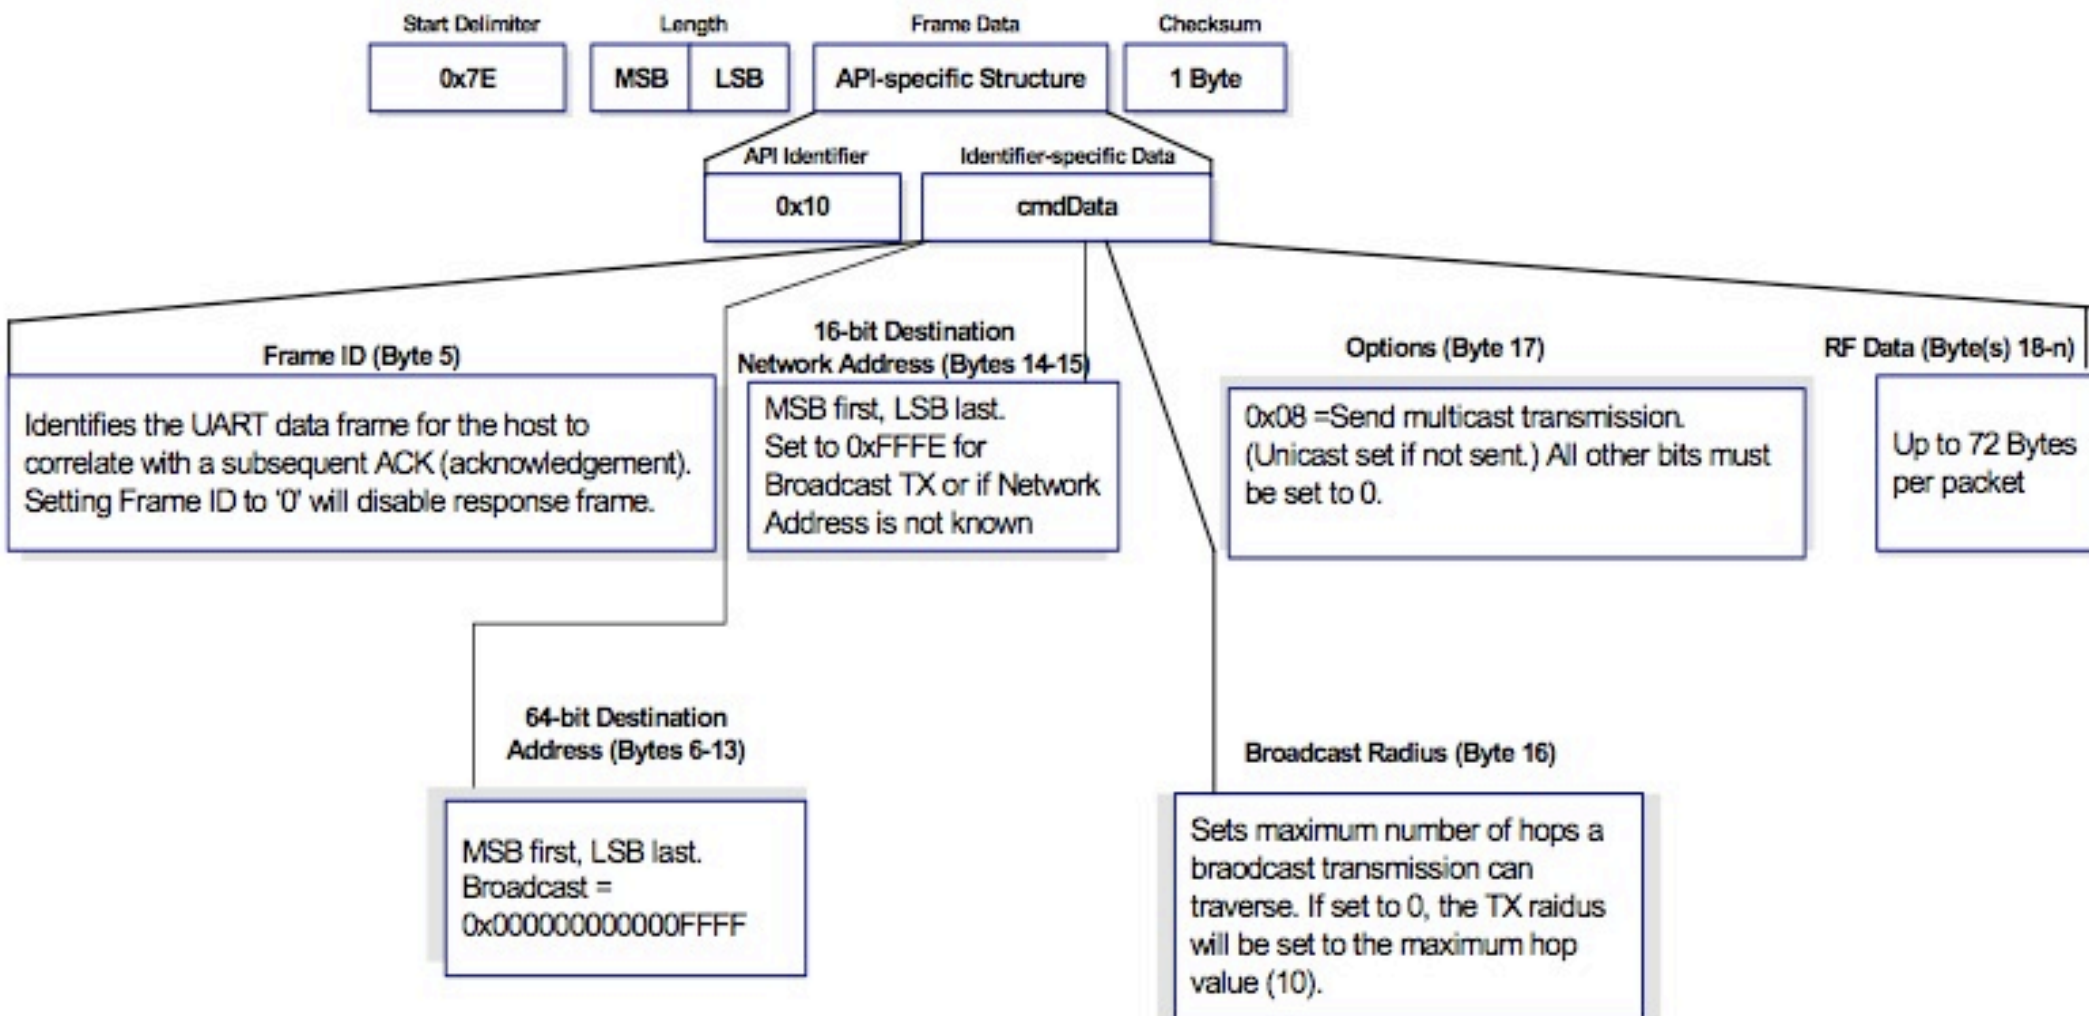 Start Delimiter
Length
Frame Data
Checksum
0x7E
MSB
LSB
API-specific Structure
1 Byte
API Identifier
Identifier-specific Data
0x10
cmdData
Frame ID (Byte 5)
Identifies the UART data frame for the host to
correlate with a subsequent ACK (acknowledgement).
Setting Frame ID to '0' will disable response frame.
16-bit Destination
Network Address (Bytes 14-15)
MSB first, LSB last.
Set to 0xFFFE for
Broadcast TX or if Network
Address is not known
Options (Byte 17)
0x08 =Send multicast transmission.
(Unicast set if not sent.) All other bits must
be set to 0.
RF Data (Byte(s) 18-n)
Up to 72 Bytes
per packet
64-bit Destination
Address (Bytes 6-13)
MSB first, LSB last.
Broadcast =
0x000000000000FFFF
Broadcast Radius (Byte 16)
Sets maximum number of hops a
braodcast transmission can
traverse. If set to 0, the TX raidus
will be set to the maximum hop
value (10).